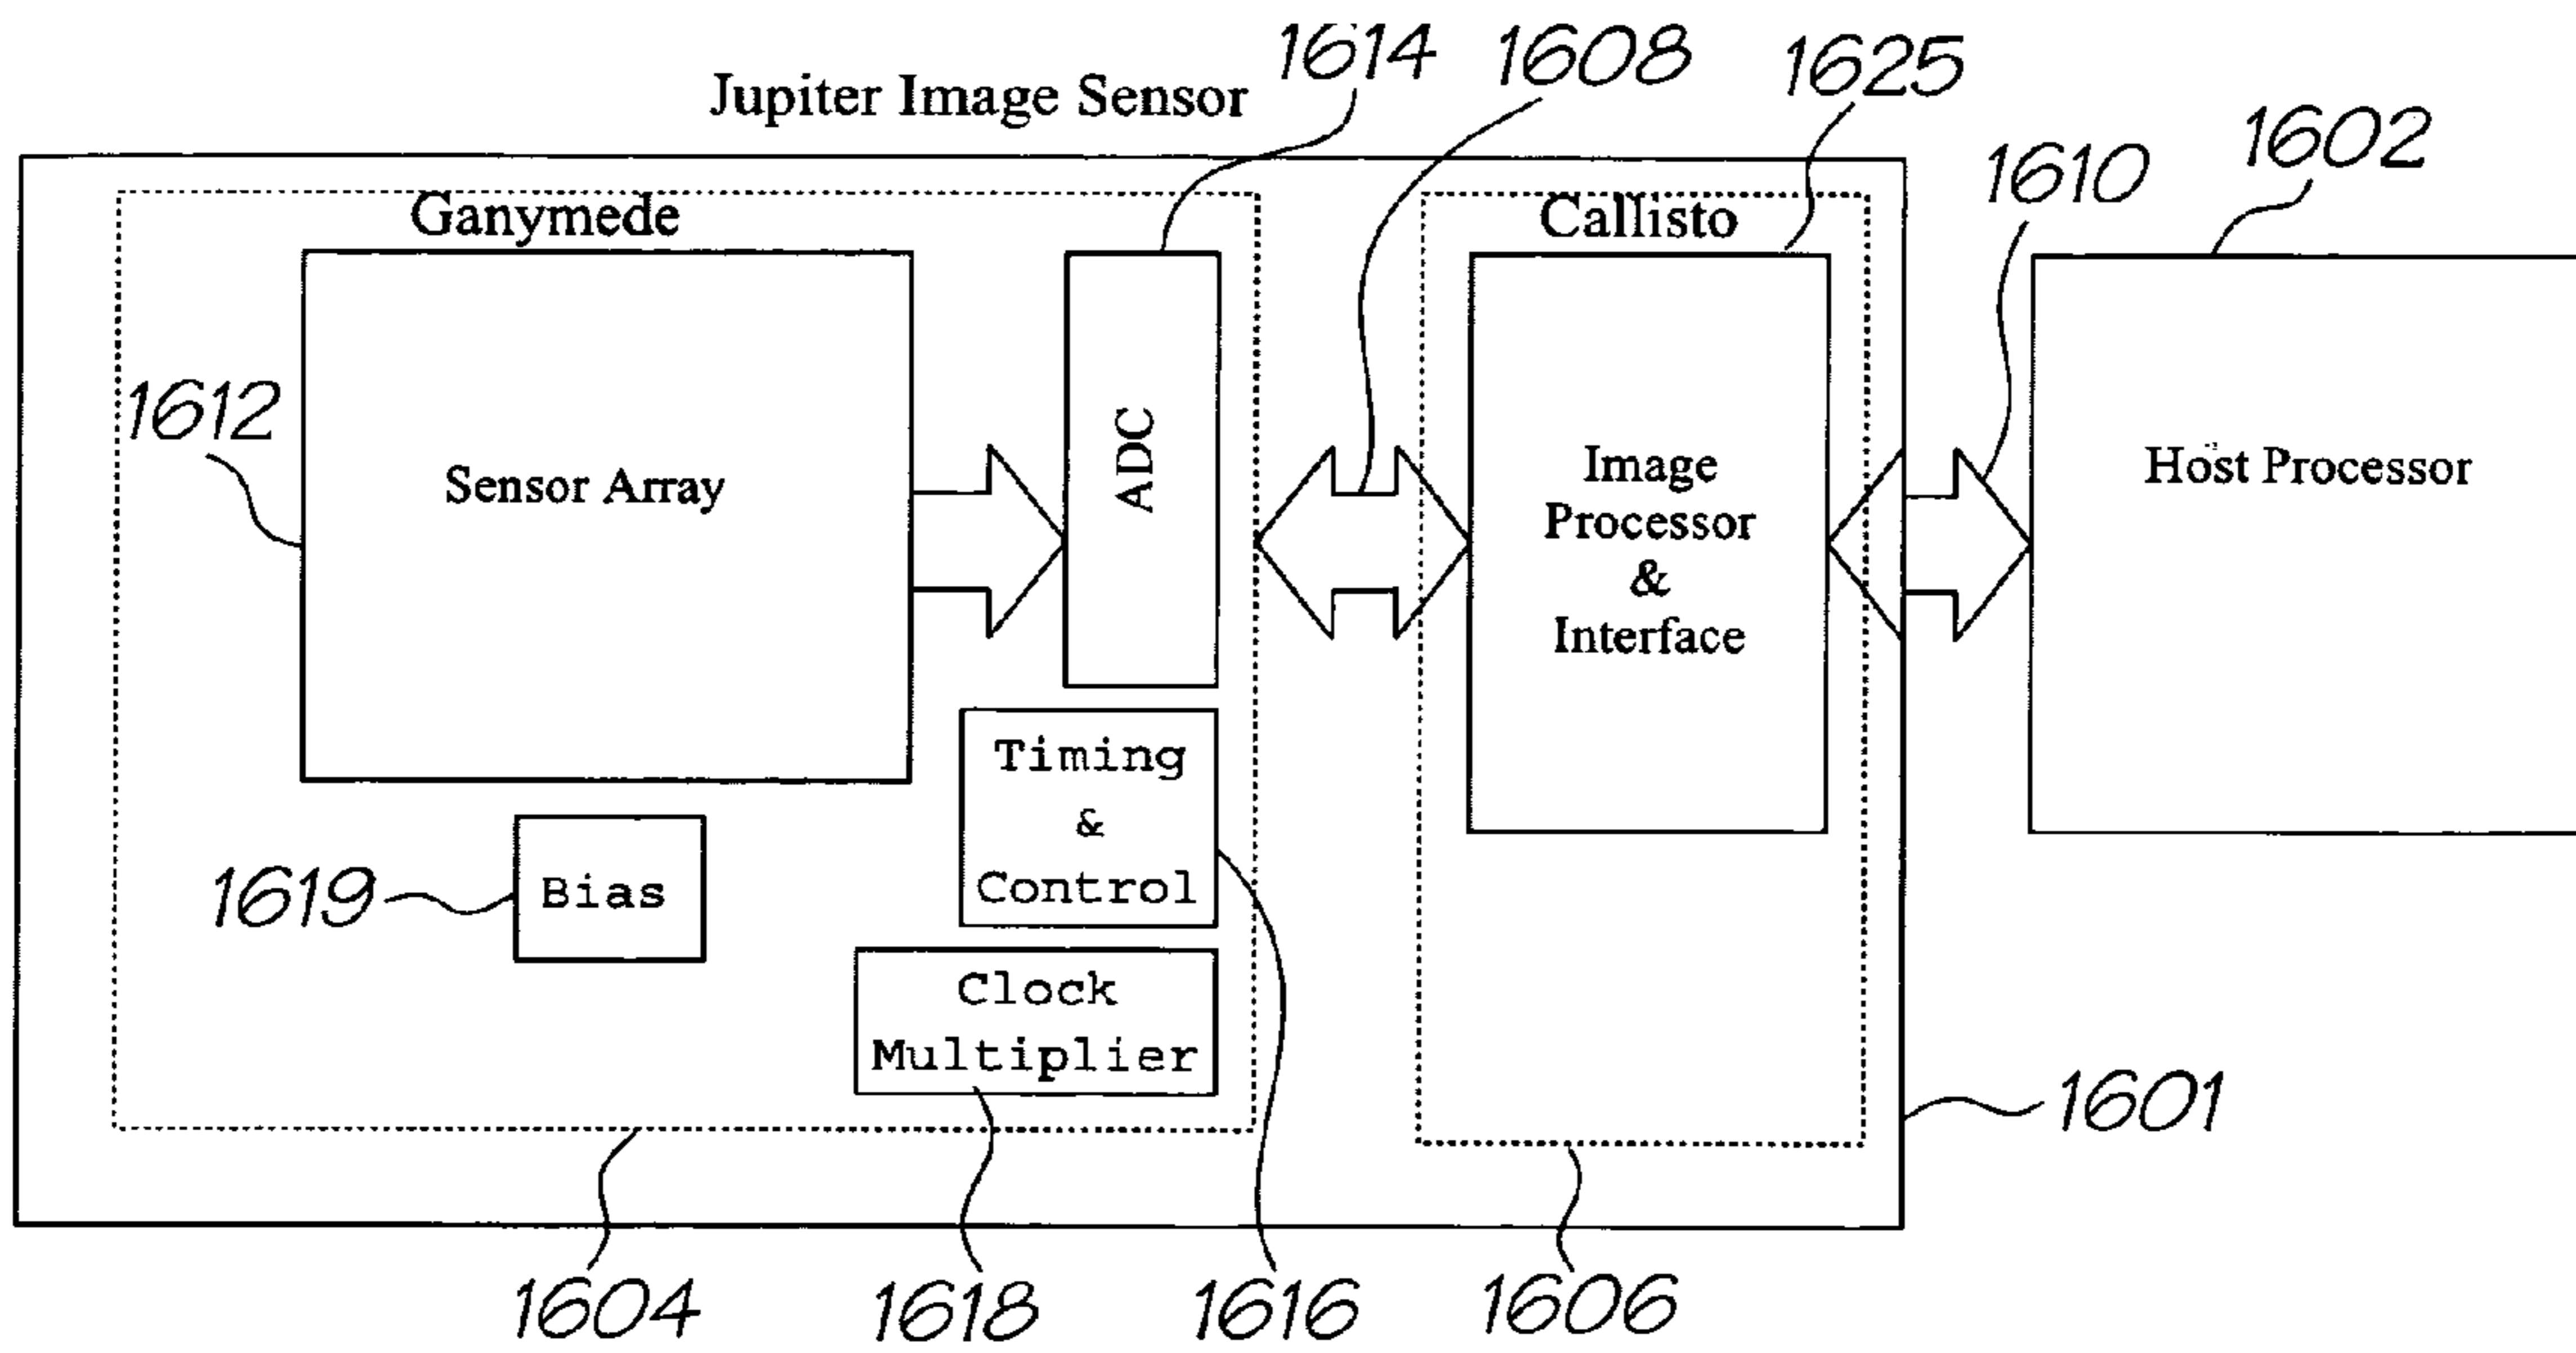 1614
1608
1625
Jupiter Image Sensor
1602
1610
Ganymede
Callisto
1612
Sensor Array
ADC
Image
Processor
&
Interface
Host Processor
Timing
&
Control
1619
Bias
Clock
Multiplier
1601
1604
1618
1616
1606